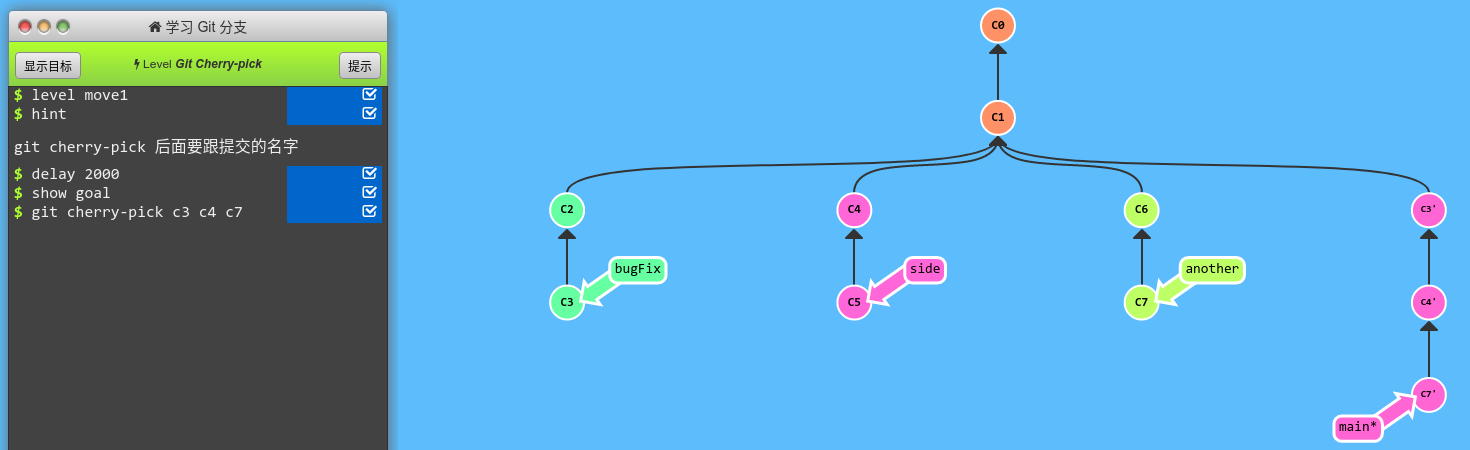 学习 Git 分支
显示目标
Level Git Cherry-pick
提示
$ level move1
$ hint
git cherry-pick 后面要跟提交的名字
$ delay 2000
$ show goal
$ git cherry-pick c3 c4 c7
C0
C1
C2
C4
C6
C3'
bugFix
side
another
C3
C5
C7
C4'
C7'
main*